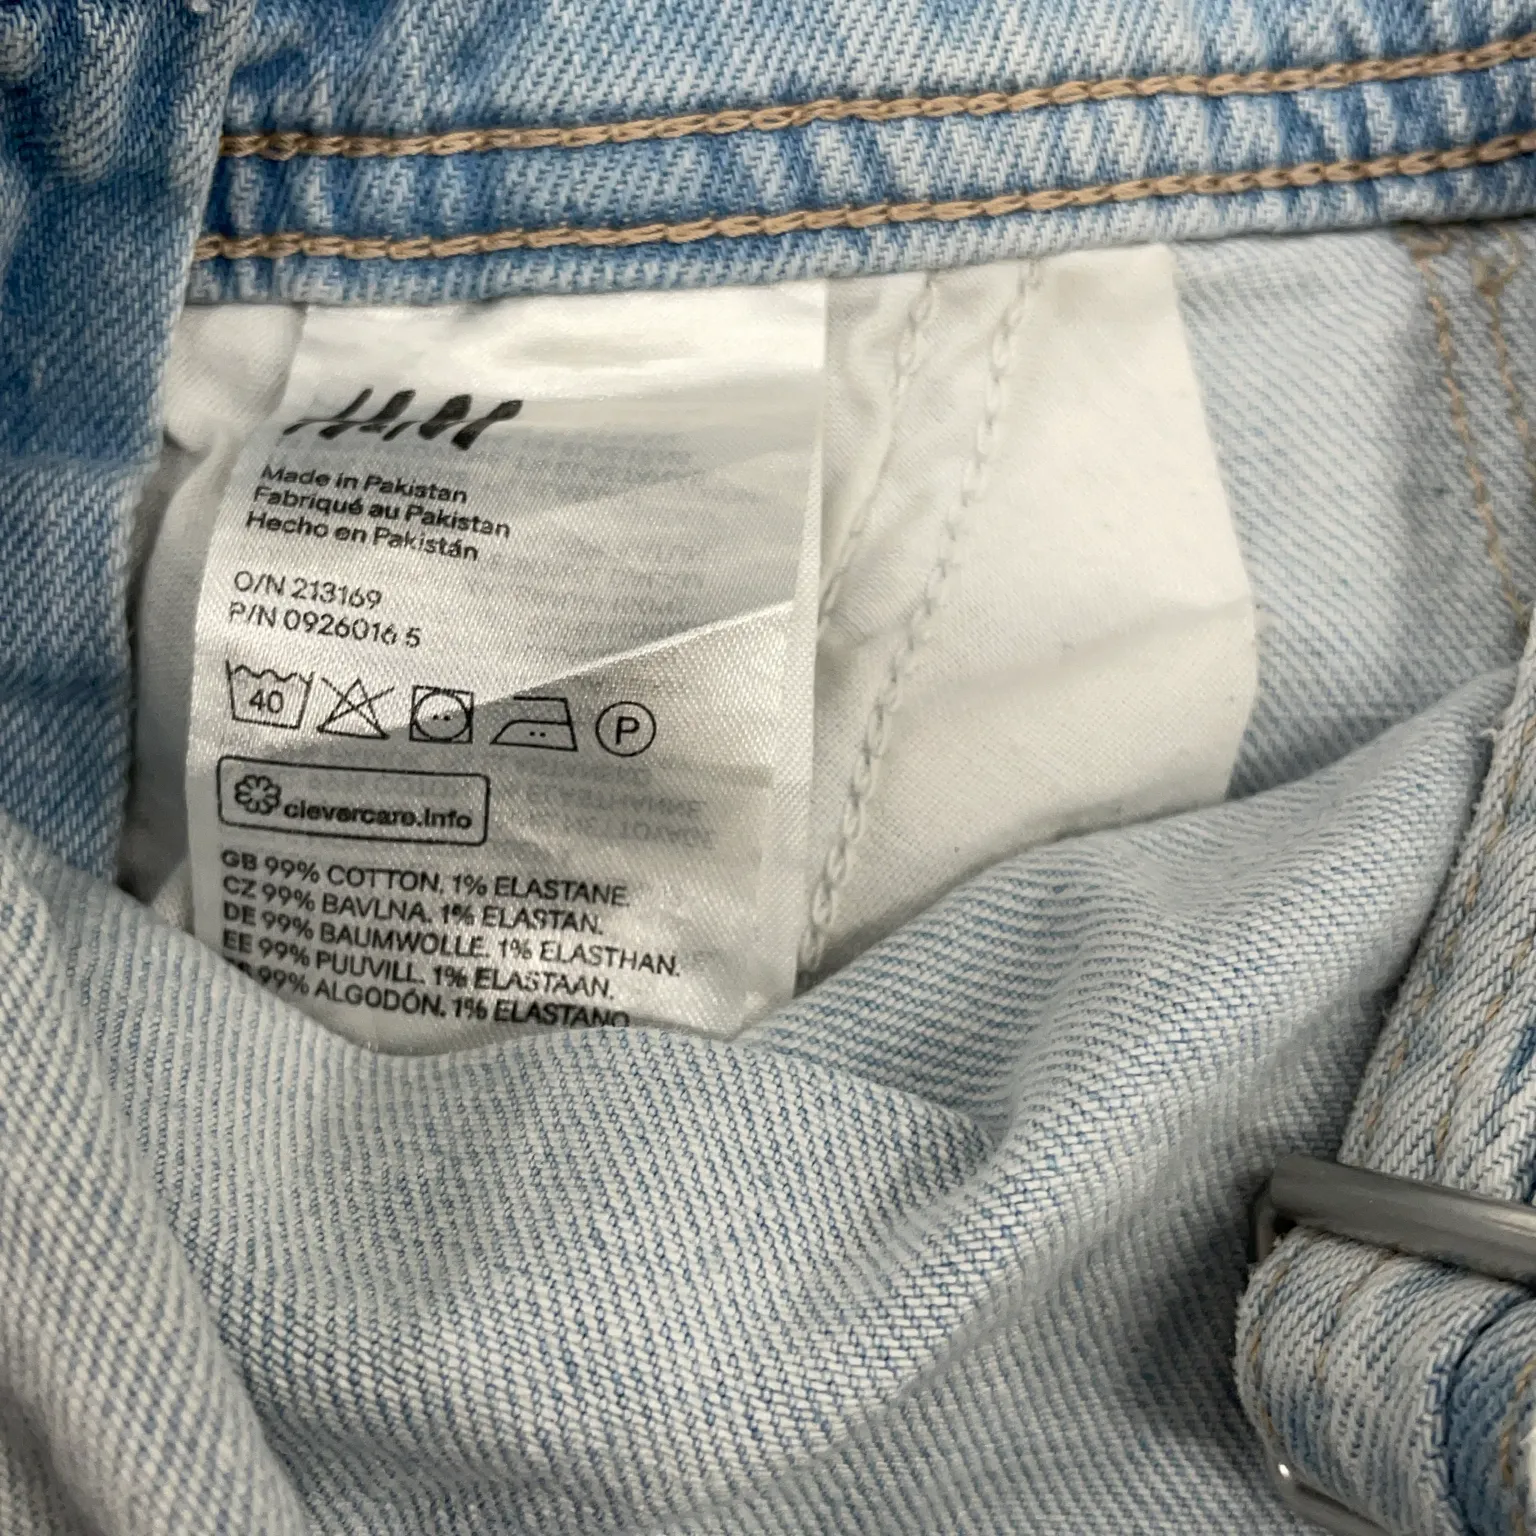 H&M
Made in Pakistan
Fabriqué au Pakistan
Hecho en Pakistán
O/N 213169
P/N 0926016 5
40
P
clevercare.info
GB 99% COTTON. 1% ELASTANE
CZ 99% BAVLNA. 1% ELASTAN.
DE 99% BAUMWOLLE. 1% ELASTHAN.
EE 99% PUUVILL. 1% ELASTAAN.
99% ALGODÓN. 1% ELASTANO